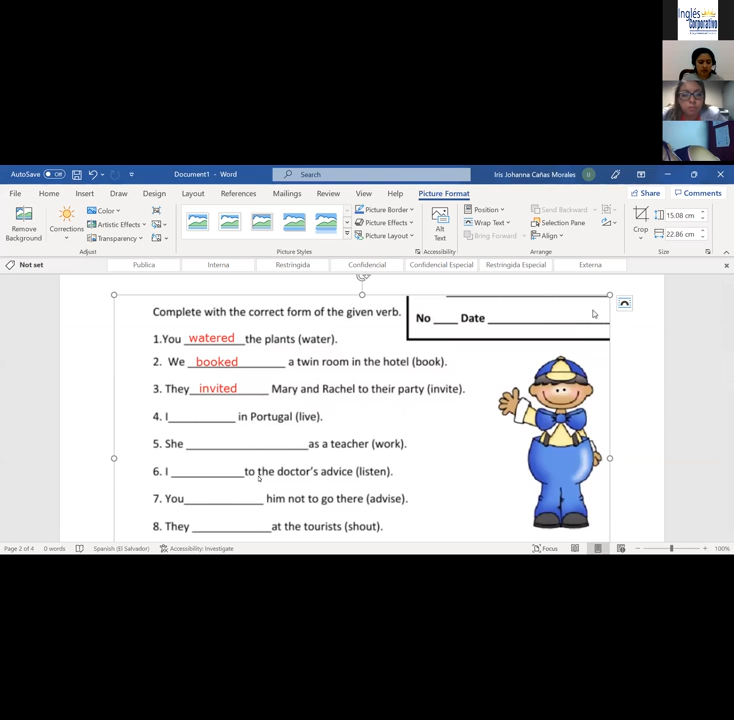 Inglés
Corporativo
AutoSave Off Document1 - Word Search Iris Johanna Cañas Morales
File Home Insert Draw Design Layout References Mailings Review View Help Picture Format Share Comments
Remove Background
Corrections
Color
Artistic Effects
Transparency
Picture Border
Picture Effects
Picture Layout
Alt Text
Position
Wrap Text
Bring Forward
Send Backward
Selection Pane
Align
Crop
15.08 cm
22.86 cm
Adjust Picture Styles Accessibility Arrange Size
Not set Publica Interna Restringida Confidencial Confidencial Especial Restringida Especial Externa
Complete with the correct form of the given verb.
No ____ Date ____________________
1.You watered the plants (water).
2. We booked a twin room in the hotel (book).
3. They invited Mary and Rachel to their party (invite).
4. I____________ in Portugal (live).
5. She ______________________as a teacher (work).
6. I _____________to the doctor's advice (listen).
7. You______________ him not to go there (advise).
8. They ______________at the tourists (shout).
Page 2 of 4 0 words Spanish (El Salvador) Accessibility: Investigate Focus 100%